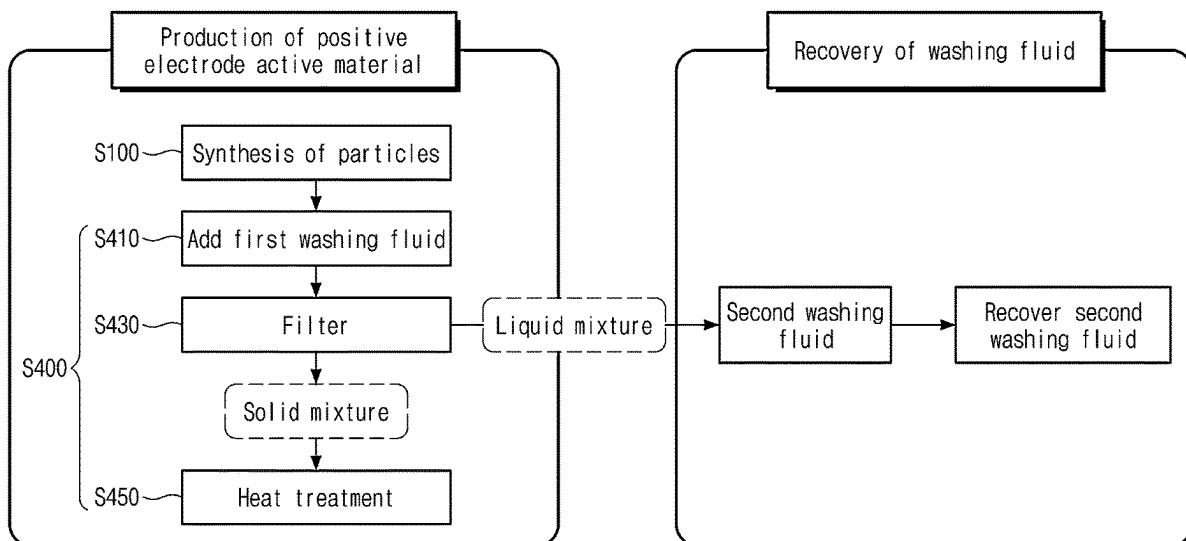 Production of positive
electrode active material
Recovery of washing fluid
S100
Synthesis of particles
S410
Add first washing fluid
S430
Filter
Liquid mixture
Second washing
fluid
Recover second
washing fluid
S400
Solid mixture
S450
Heat treatment